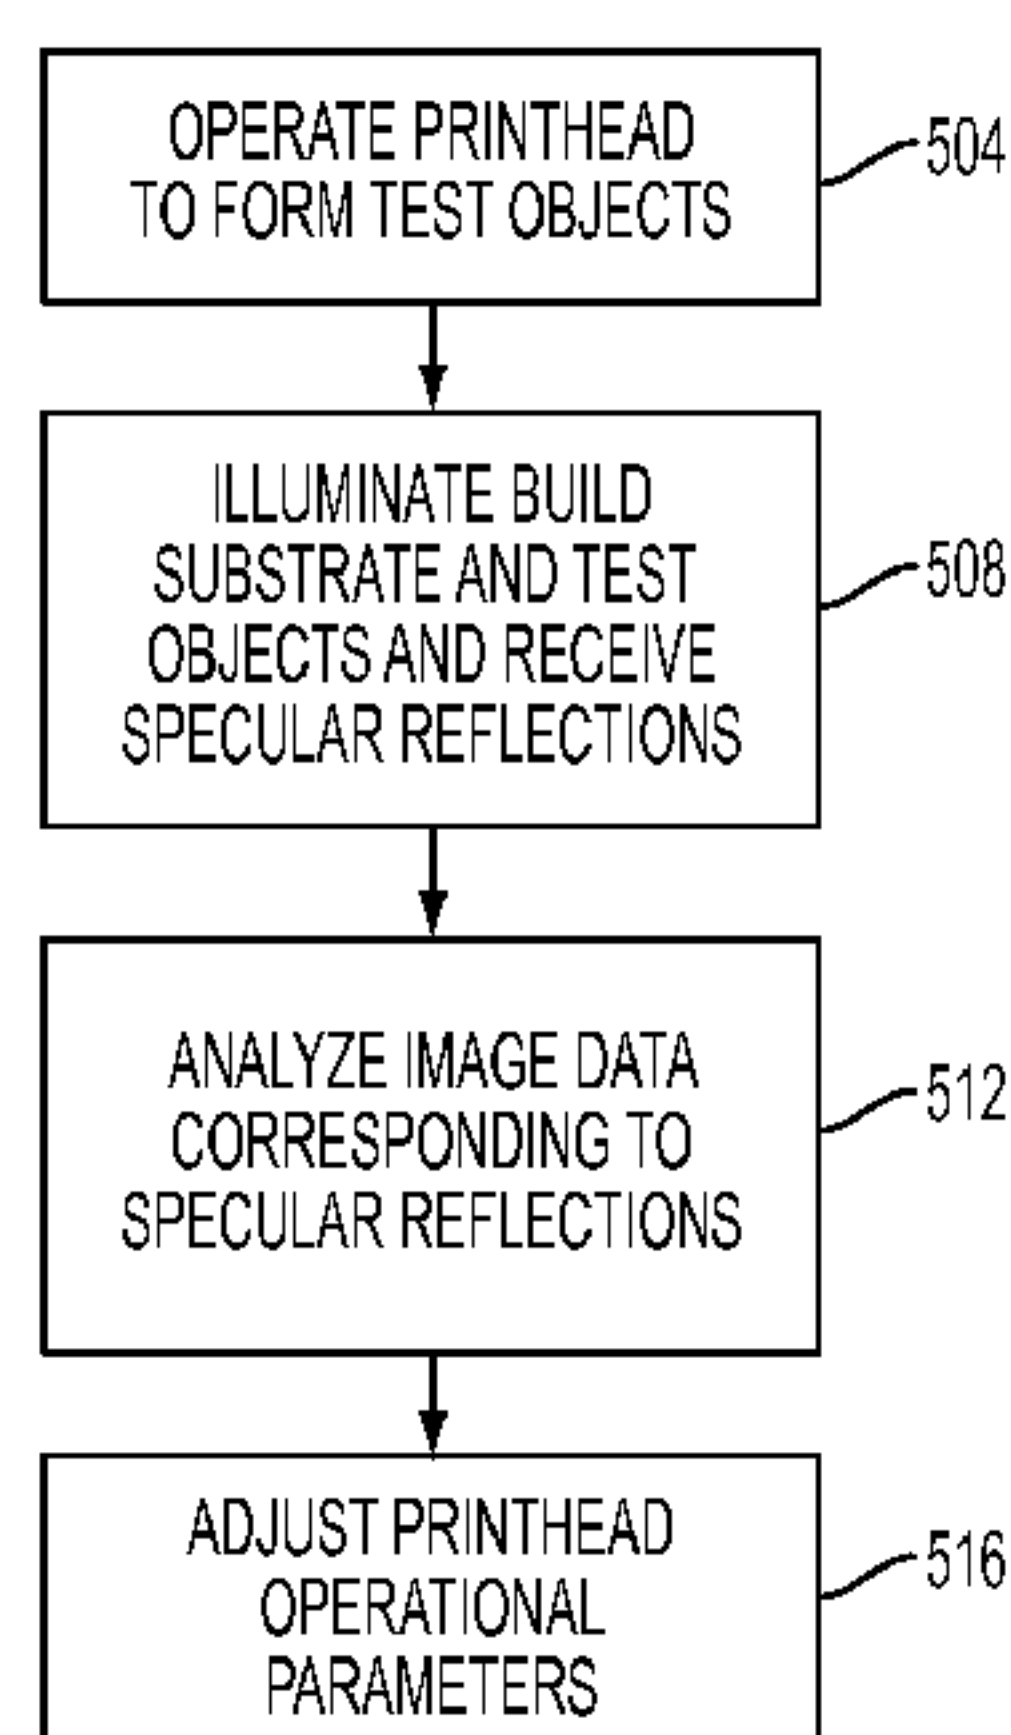 OPERATE PRINTHEAD
TO FORM TEST OBJECTS
504
ILLUMINATE BUILD
SUBSTRATE AND TEST
OBJECTS AND RECEIVE
SPECULAR REFLECTIONS
508
ANALYZE IMAGE DATA
CORRESPONDING TO
SPECULAR REFLECTIONS
512
ADJUST PRINTHEAD
OPERATIONAL
PARAMETERS
516